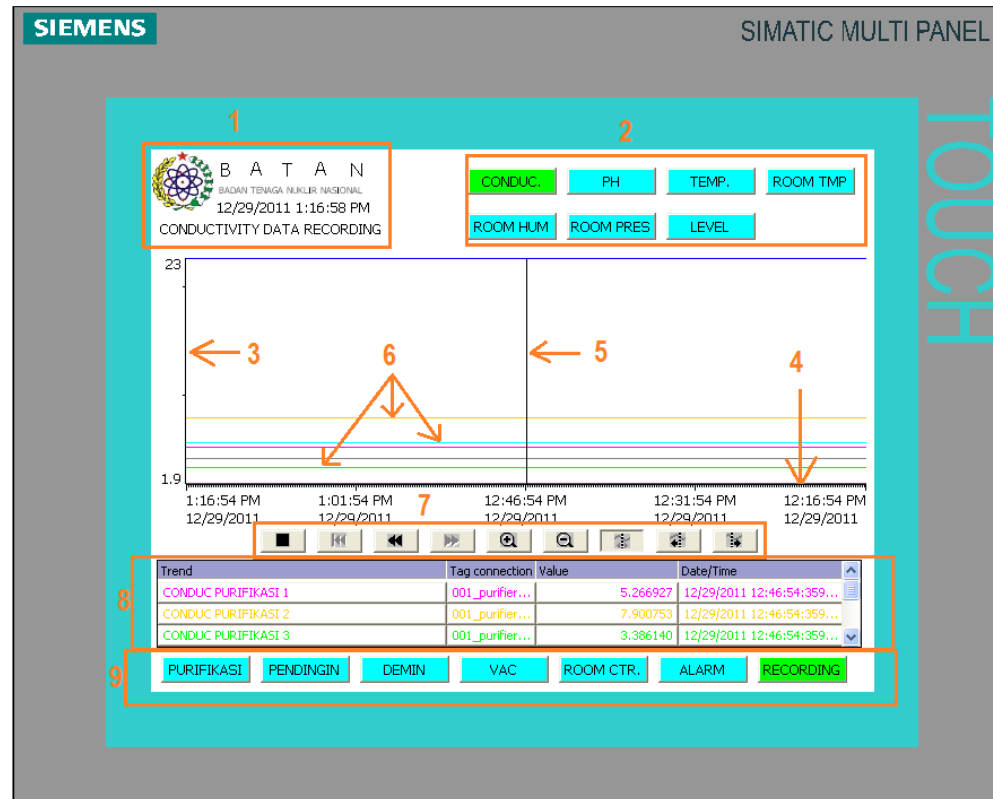 SIEMENS
SIMATIC MULTI PANEL
TOUCH
1
2
B A T A N
BADAN TENAGA NUKLIR NASIONAL
12/29/2011 1:16:58 PM
CONDUCTIVITY DATA RECORDING
CONDUC. PH TEMP. ROOM TMP
ROOM HUM ROOM PRES LEVEL
23
3
6
5
4
1.9
1:16:54 PM 1:01:54 PM 12:46:54 PM 12:31:54 PM 12:16:54 PM
12/29/2011 12/29/2011 12/29/2011 12/29/2011 12/29/2011
7
8
Trend Tag connection Value Date/Time
CONDUC PURIFIKASI 1 001_purifier... 5.266927 12/29/2011 12:46:54:359...
CONDUC PURIFIKASI 2 001_purifier... 7.900753 12/29/2011 12:46:54:359...
CONDUC PURIFIKASI 3 001_purifier... 3.386140 12/29/2011 12:46:54:359...
9
PURIFIKASI PENDINGIN DEMIN VAC ROOM CTR. ALARM RECORDING